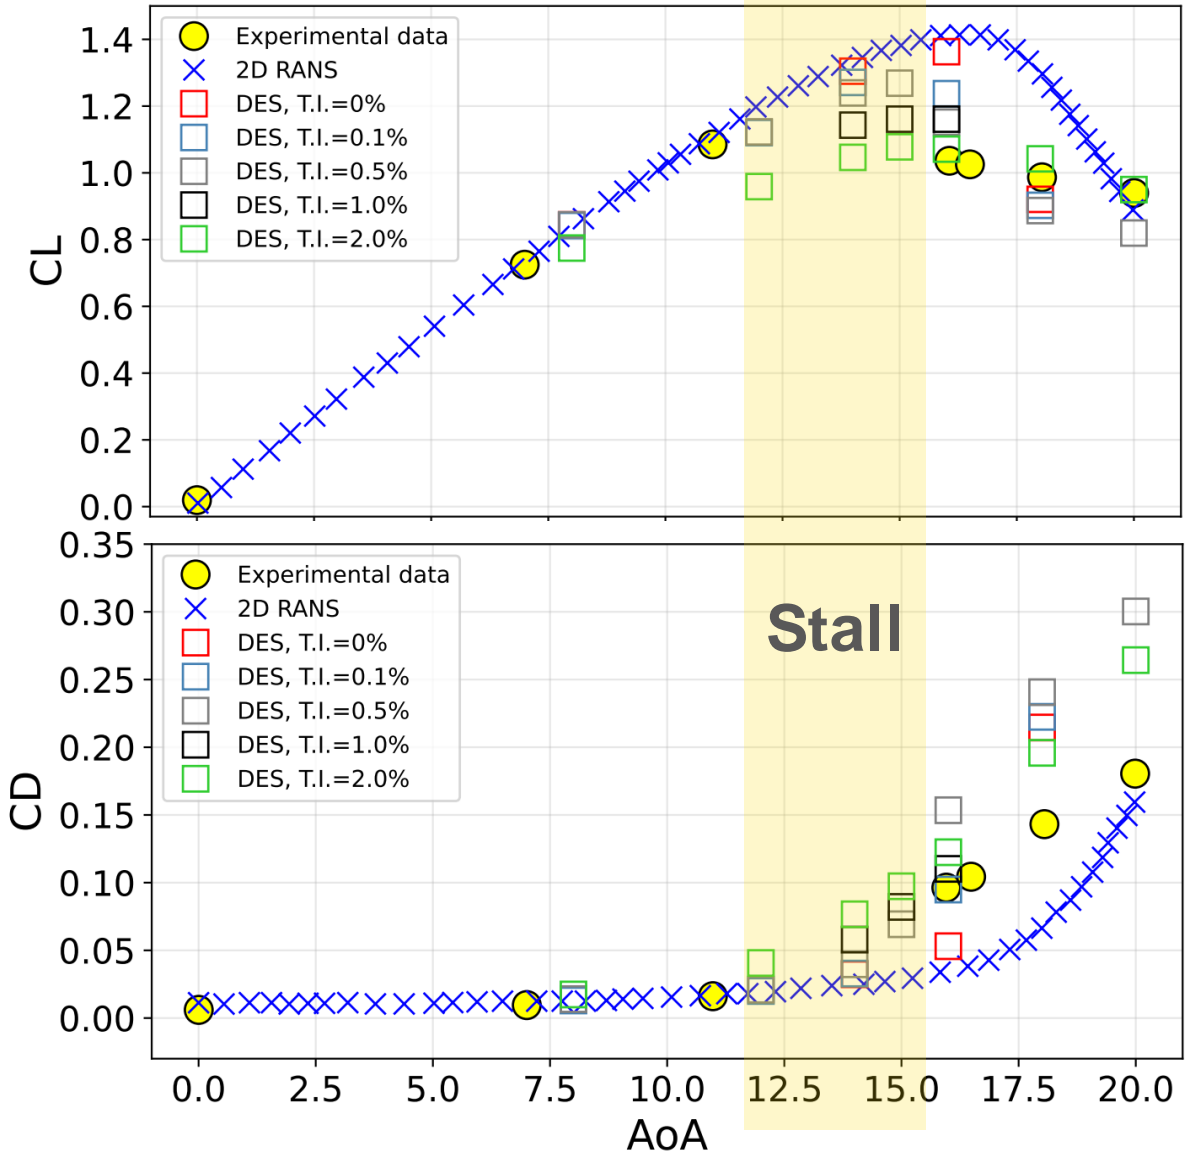 1.4
1.2
1.0
0.8
0.6
0.4
0.2
0.0
CL
Experimental data
2D RANS
DES, T.I.=0%
DES, T.I.=0.1%
DES, T.I.=0.5%
DES, T.I.=1.0%
DES, T.I.=2.0%
0.35
0.30
0.25
0.20
0.15
0.10
0.05
0.00
CD
Experimental data
2D RANS
DES, T.I.=0%
DES, T.I.=0.1%
DES, T.I.=0.5%
DES, T.I.=1.0%
DES, T.I.=2.0%
Stall
0.0 2.5 5.0 7.5 10.0 12.5 15.0 17.5 20.0
AoA